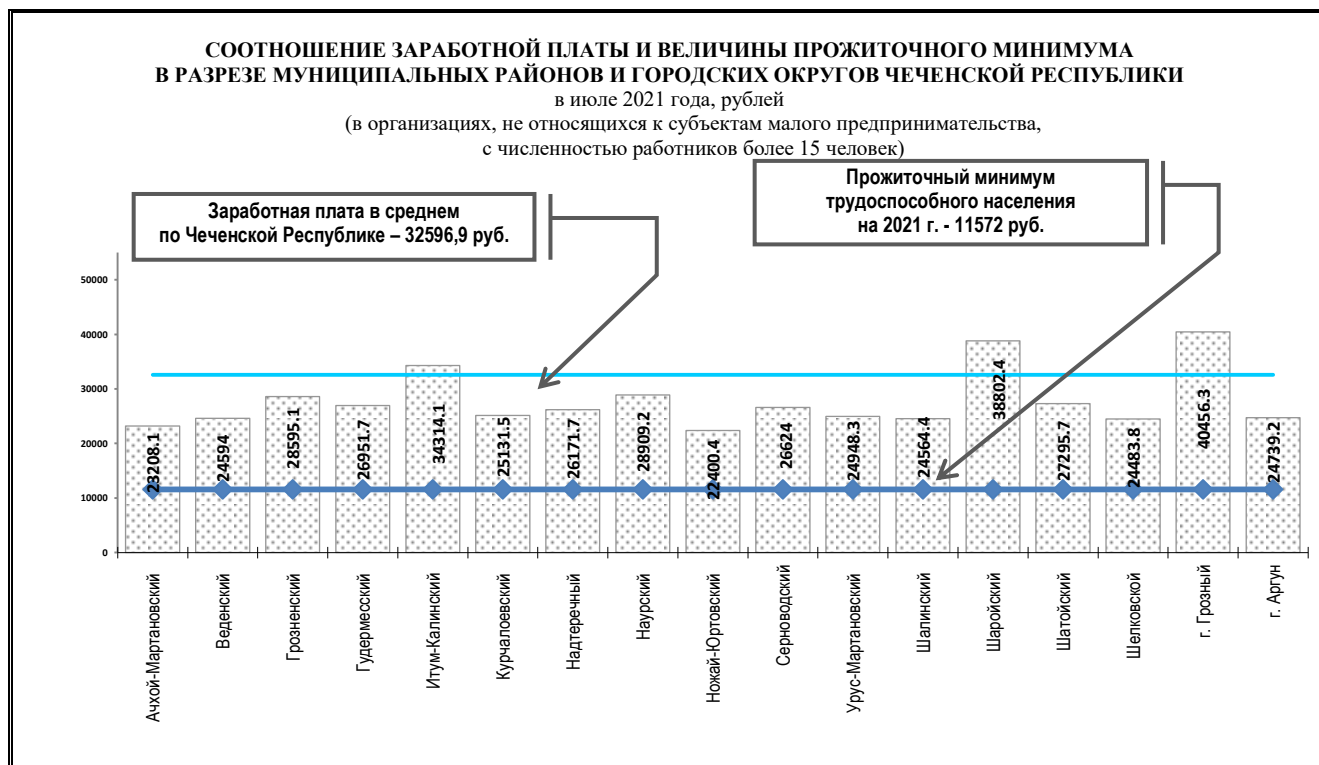 СООТНОШЕНИЕ ЗАРАБОТНОЙ ПЛАТЫ И ВЕЛИЧИНЫ ПРОЖИТОЧНОГО МИНИМУМА
В РАЗРЕЗЕ МУНИЦИПАЛЬНЫХ РАЙОНОВ И ГОРОДСКИХ ОКРУГОВ ЧЕЧЕНСКОЙ РЕСПУБЛИКИ
в июле 2021 года, рублей
(в организациях, не относящихся к субъектам малого предпринимательства,
с численностью работников более 15 человек)
Заработная плата в среднем
по Чеченской Республике – 32596,9 руб.
Прожиточный минимум
трудоспособного населения
на 2021 г. - 11572 руб.
50000
40000
30000
20000
10000
0
23208.1
24594
28595.1
26951.7
34314.1
25131.5
26171.7
28909.2
22400.4
26624
24948.3
24564.4
38802.4
27295.7
24483.8
40456.3
24739.2
Ачхой-Мартановский
Веденский
Грозненский
Гудермесский
Итум-Калинский
Курчалоевский
Надтеречный
Наурский
Ножай-Юртовский
Серноводский
Урус-Мартановский
Шалинский
Шаройский
Шатойский
Шелковской
г. Грозный
г. Аргун